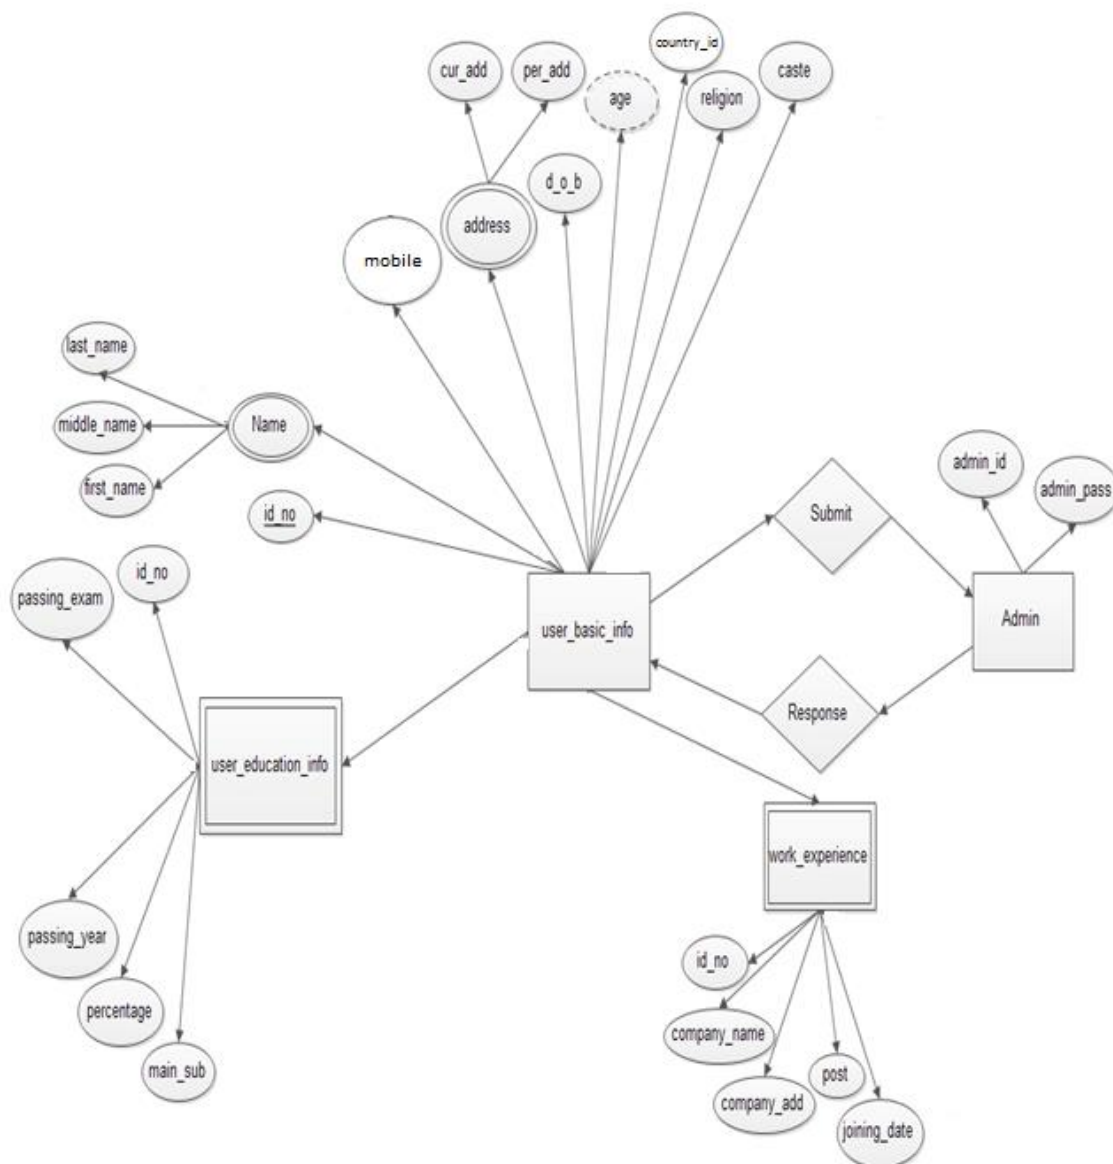 country_id
cur_add
per_add
caste
age
religion
d_o_b
address
mobile
last_name
Name
middle_name
first_name
id_no
admin_id
admin_pass
Submit
id_no
passing_exam
user_basic_info
Admin
Response
user_education_info
work_experience
passing_year
id_no
percentage
company_name
main_sub
post
company_add
joining_date